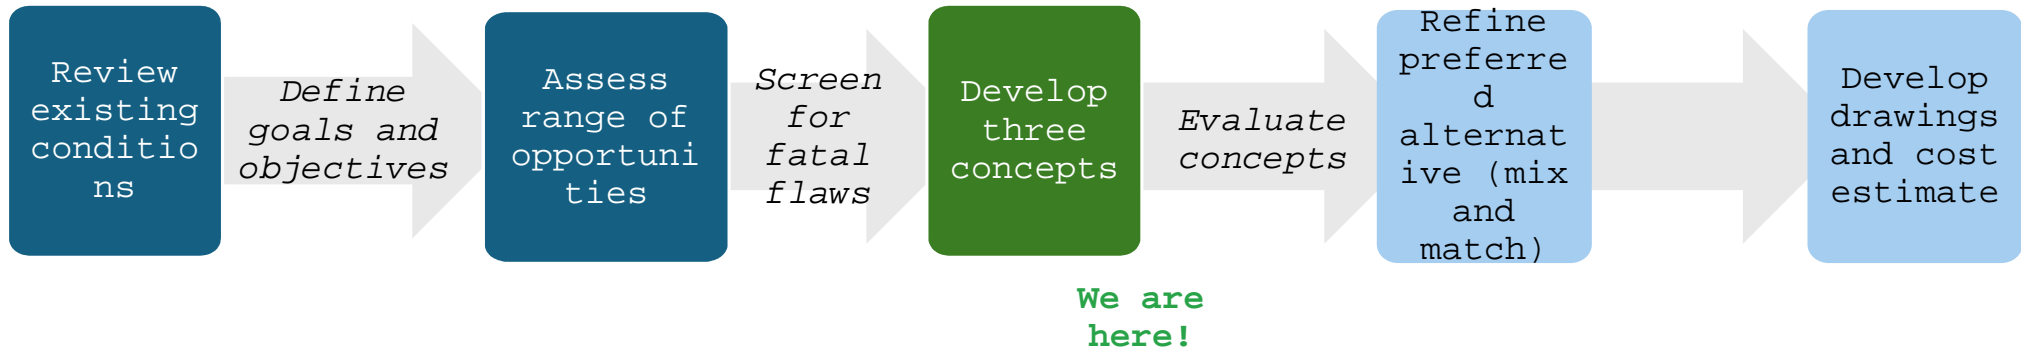 Review
existing
conditio
ns
Define
goals and
objectives
Assess
range of
opportuni
ties
Screen
for
fatal
flaws
Develop
three
concepts
Evaluate
concepts
Refine
preferre
d
alternat
ive (mix
and
match)
Develop
drawings
and cost
estimate
We are
here!